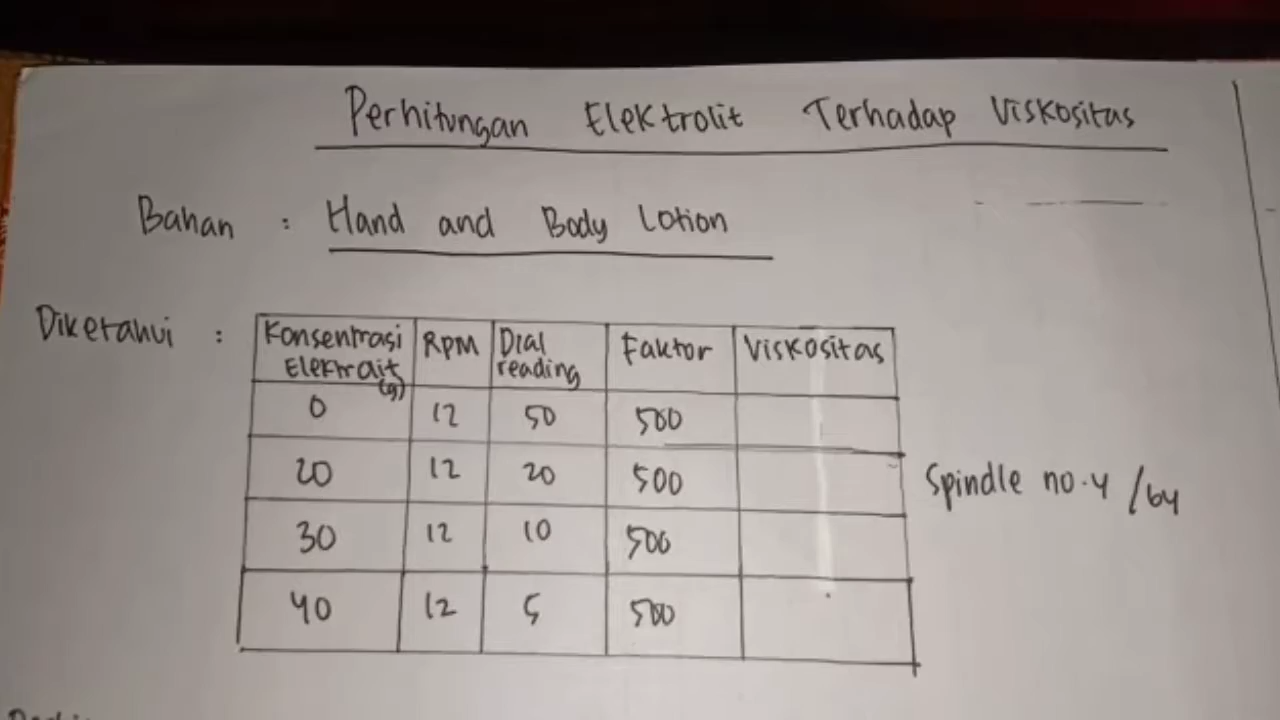 Perhitungan Elektrolit Terhadap Viskositas
Bahan : Hand and Body Lotion
Diketahui :
Konsentrasi Elektrait (g) RPM Dial reading Faktor Viskositas
0 12 50 500
20 12 20 500
30 12 10 500
40 12 5 500
Spindle no.4 /64